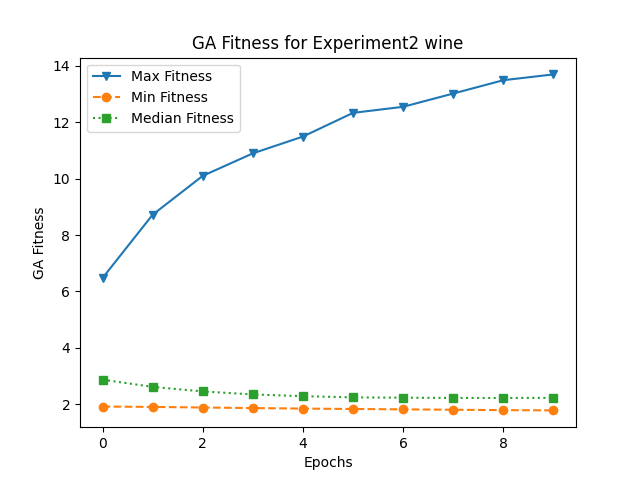 GA Fitness for Experiment2 wine
Max Fitness
Min Fitness
Median Fitness
14
12
10
8
6
4
2
GA Fitness
0 2 4 6 8
Epochs